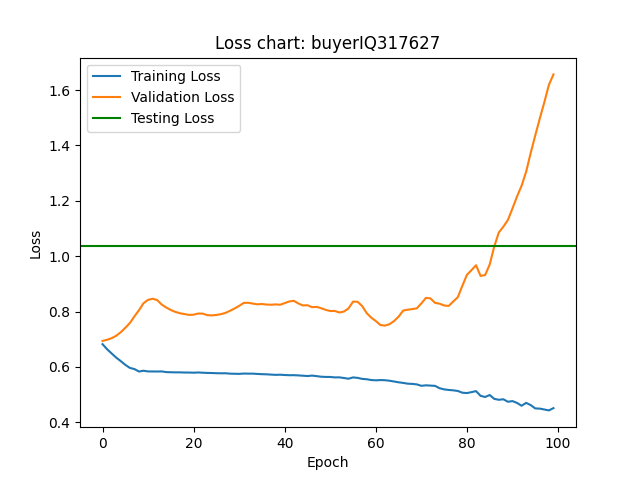 Loss chart: buyerIQ317627
Training Loss
Validation Loss
Testing Loss
1.6
1.4
1.2
1.0
0.8
0.6
0.4
Loss
0 20 40 60 80 100
Epoch